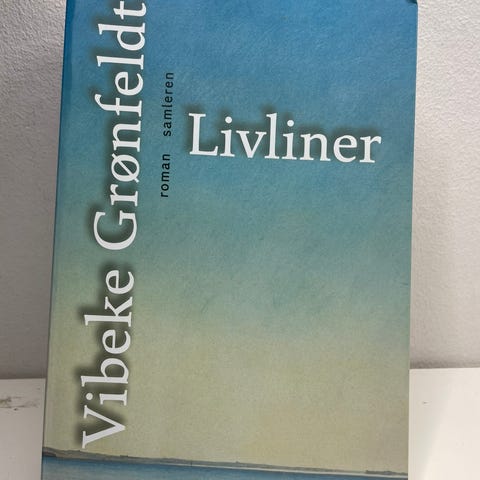 Vibeke Grønfeldt
roman samleren
Livliner